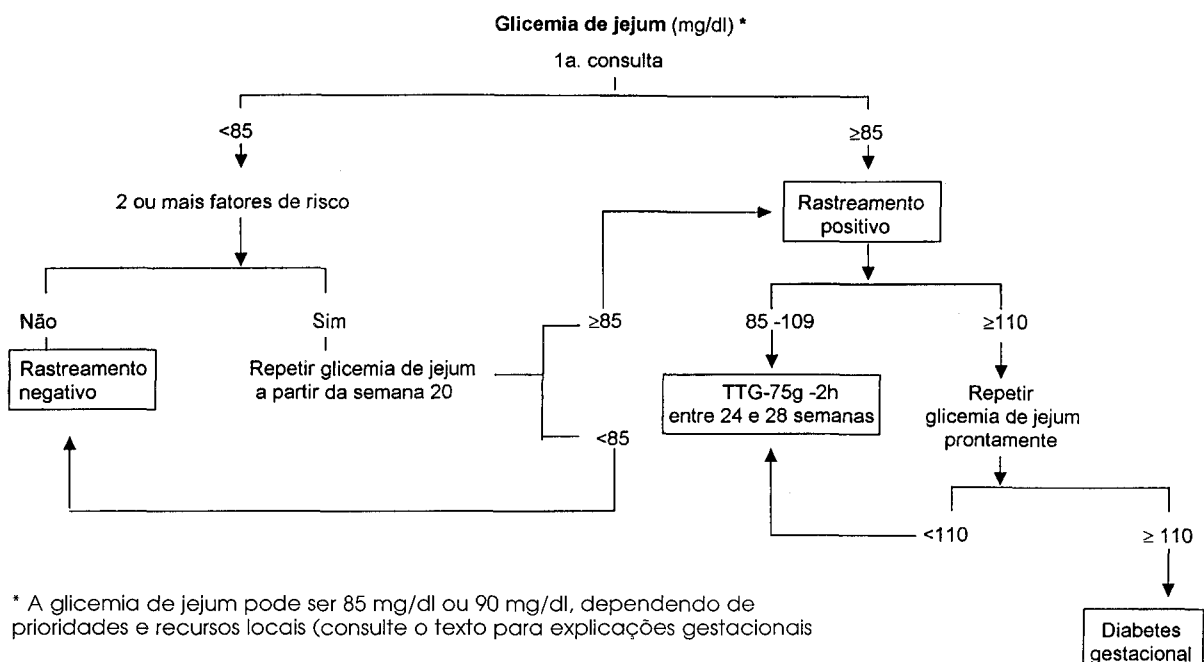 Glicemia de jejum (mg/dl) *
1a. consulta
<85
≥85
2 ou mais fatores de risco
Rastreamento
positivo
Não
Sim
≥85
85 -109
≥110
Rastreamento
negativo
Repetir glicemia de jejum
a partir da semana 20
TTG-75g -2h
entre 24 e 28 semanas
Repetir
glicemia de jejum
prontamente
<85
<110
≥ 110
* A glicemia de jejum pode ser 85 mg/dl ou 90 mg/dl, dependendo de
prioridades e recursos locais (consulte o texto para explicações gestacionais
Diabetes
gestacional